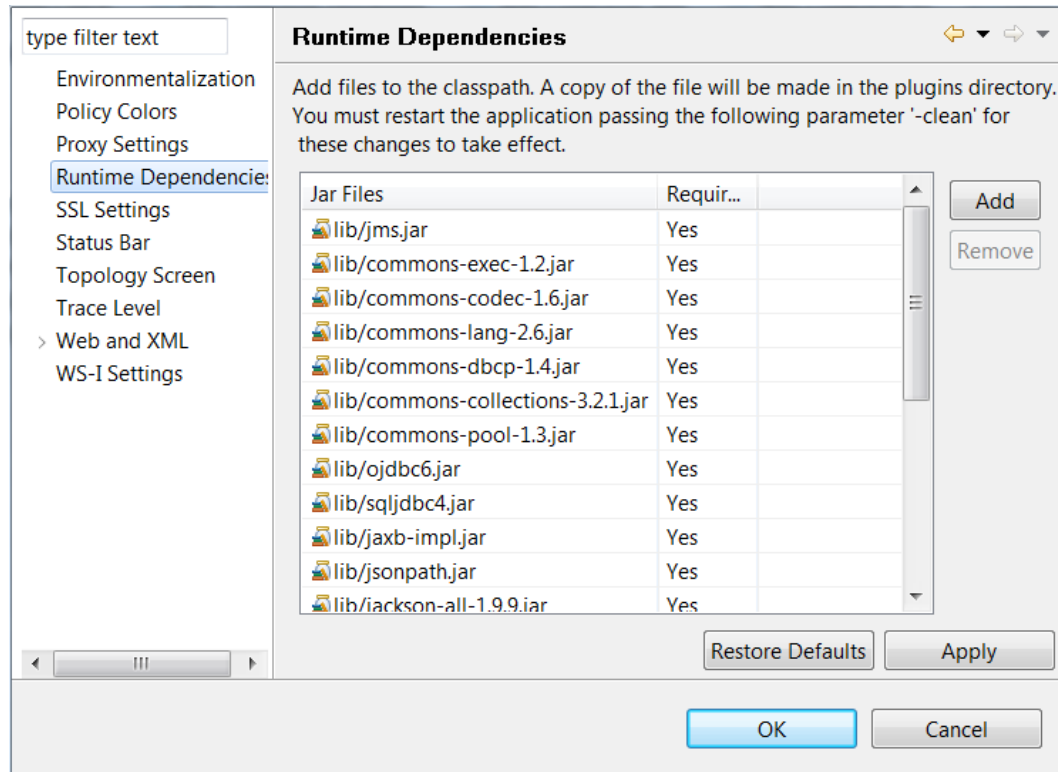 type filter text
Environmentalization
Policy Colors
Proxy Settings
Runtime Dependencies
SSL Settings
Status Bar
Topology Screen
Trace Level
Web and XML
WS-I Settings
Runtime Dependencies
Add files to the classpath. A copy of the file will be made in the plugins directory.
You must restart the application passing the following parameter '-clean' for
these changes to take effect.
Jar Files Requir...
lib/jms.jar Yes
lib/commons-exec-1.2.jar Yes
lib/commons-codec-1.6.jar Yes
lib/commons-lang-2.6.jar Yes
lib/commons-dbcp-1.4.jar Yes
lib/commons-collections-3.2.1.jar Yes
lib/commons-pool-1.3.jar Yes
lib/ojdbc6.jar Yes
lib/sqljdbc4.jar Yes
lib/jaxb-impl.jar Yes
lib/jsonpath.jar Yes
lib/jackson-all-1.9.9.jar Yes
Add
Remove
Restore Defaults Apply
OK Cancel